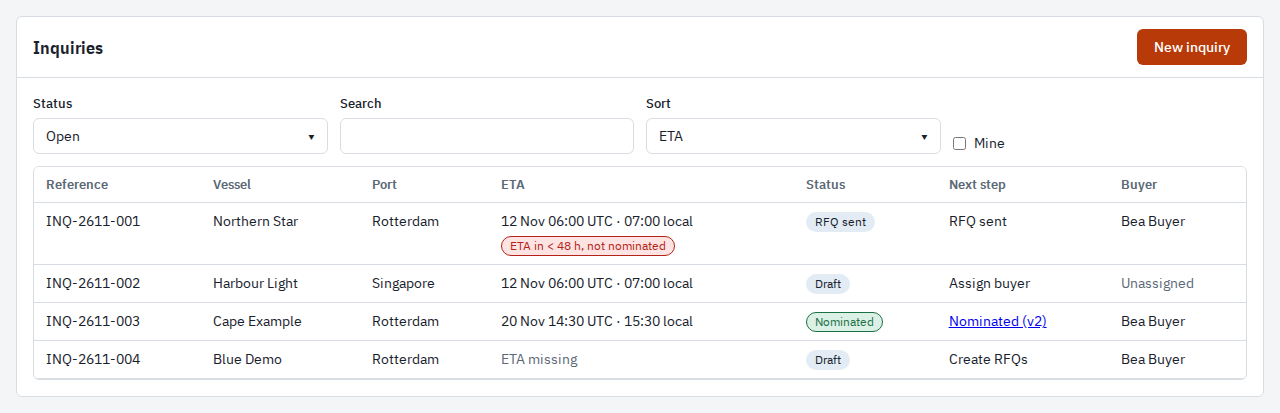 Inquiries
New inquiry
Status
Search
Sort
Open
ETA
Mine
Reference Vessel Port ETA Status Next step Buyer
INQ-2611-001 Northern Star Rotterdam 12 Nov 06:00 UTC · 07:00 local RFQ sent RFQ sent Bea Buyer
ETA in < 48 h, not nominated
INQ-2611-002 Harbour Light Singapore 12 Nov 06:00 UTC · 07:00 local Draft Assign buyer Unassigned
INQ-2611-003 Cape Example Rotterdam 20 Nov 14:30 UTC · 15:30 local Nominated Nominated (v2) Bea Buyer
INQ-2611-004 Blue Demo Rotterdam ETA missing Draft Create RFQs Bea Buyer